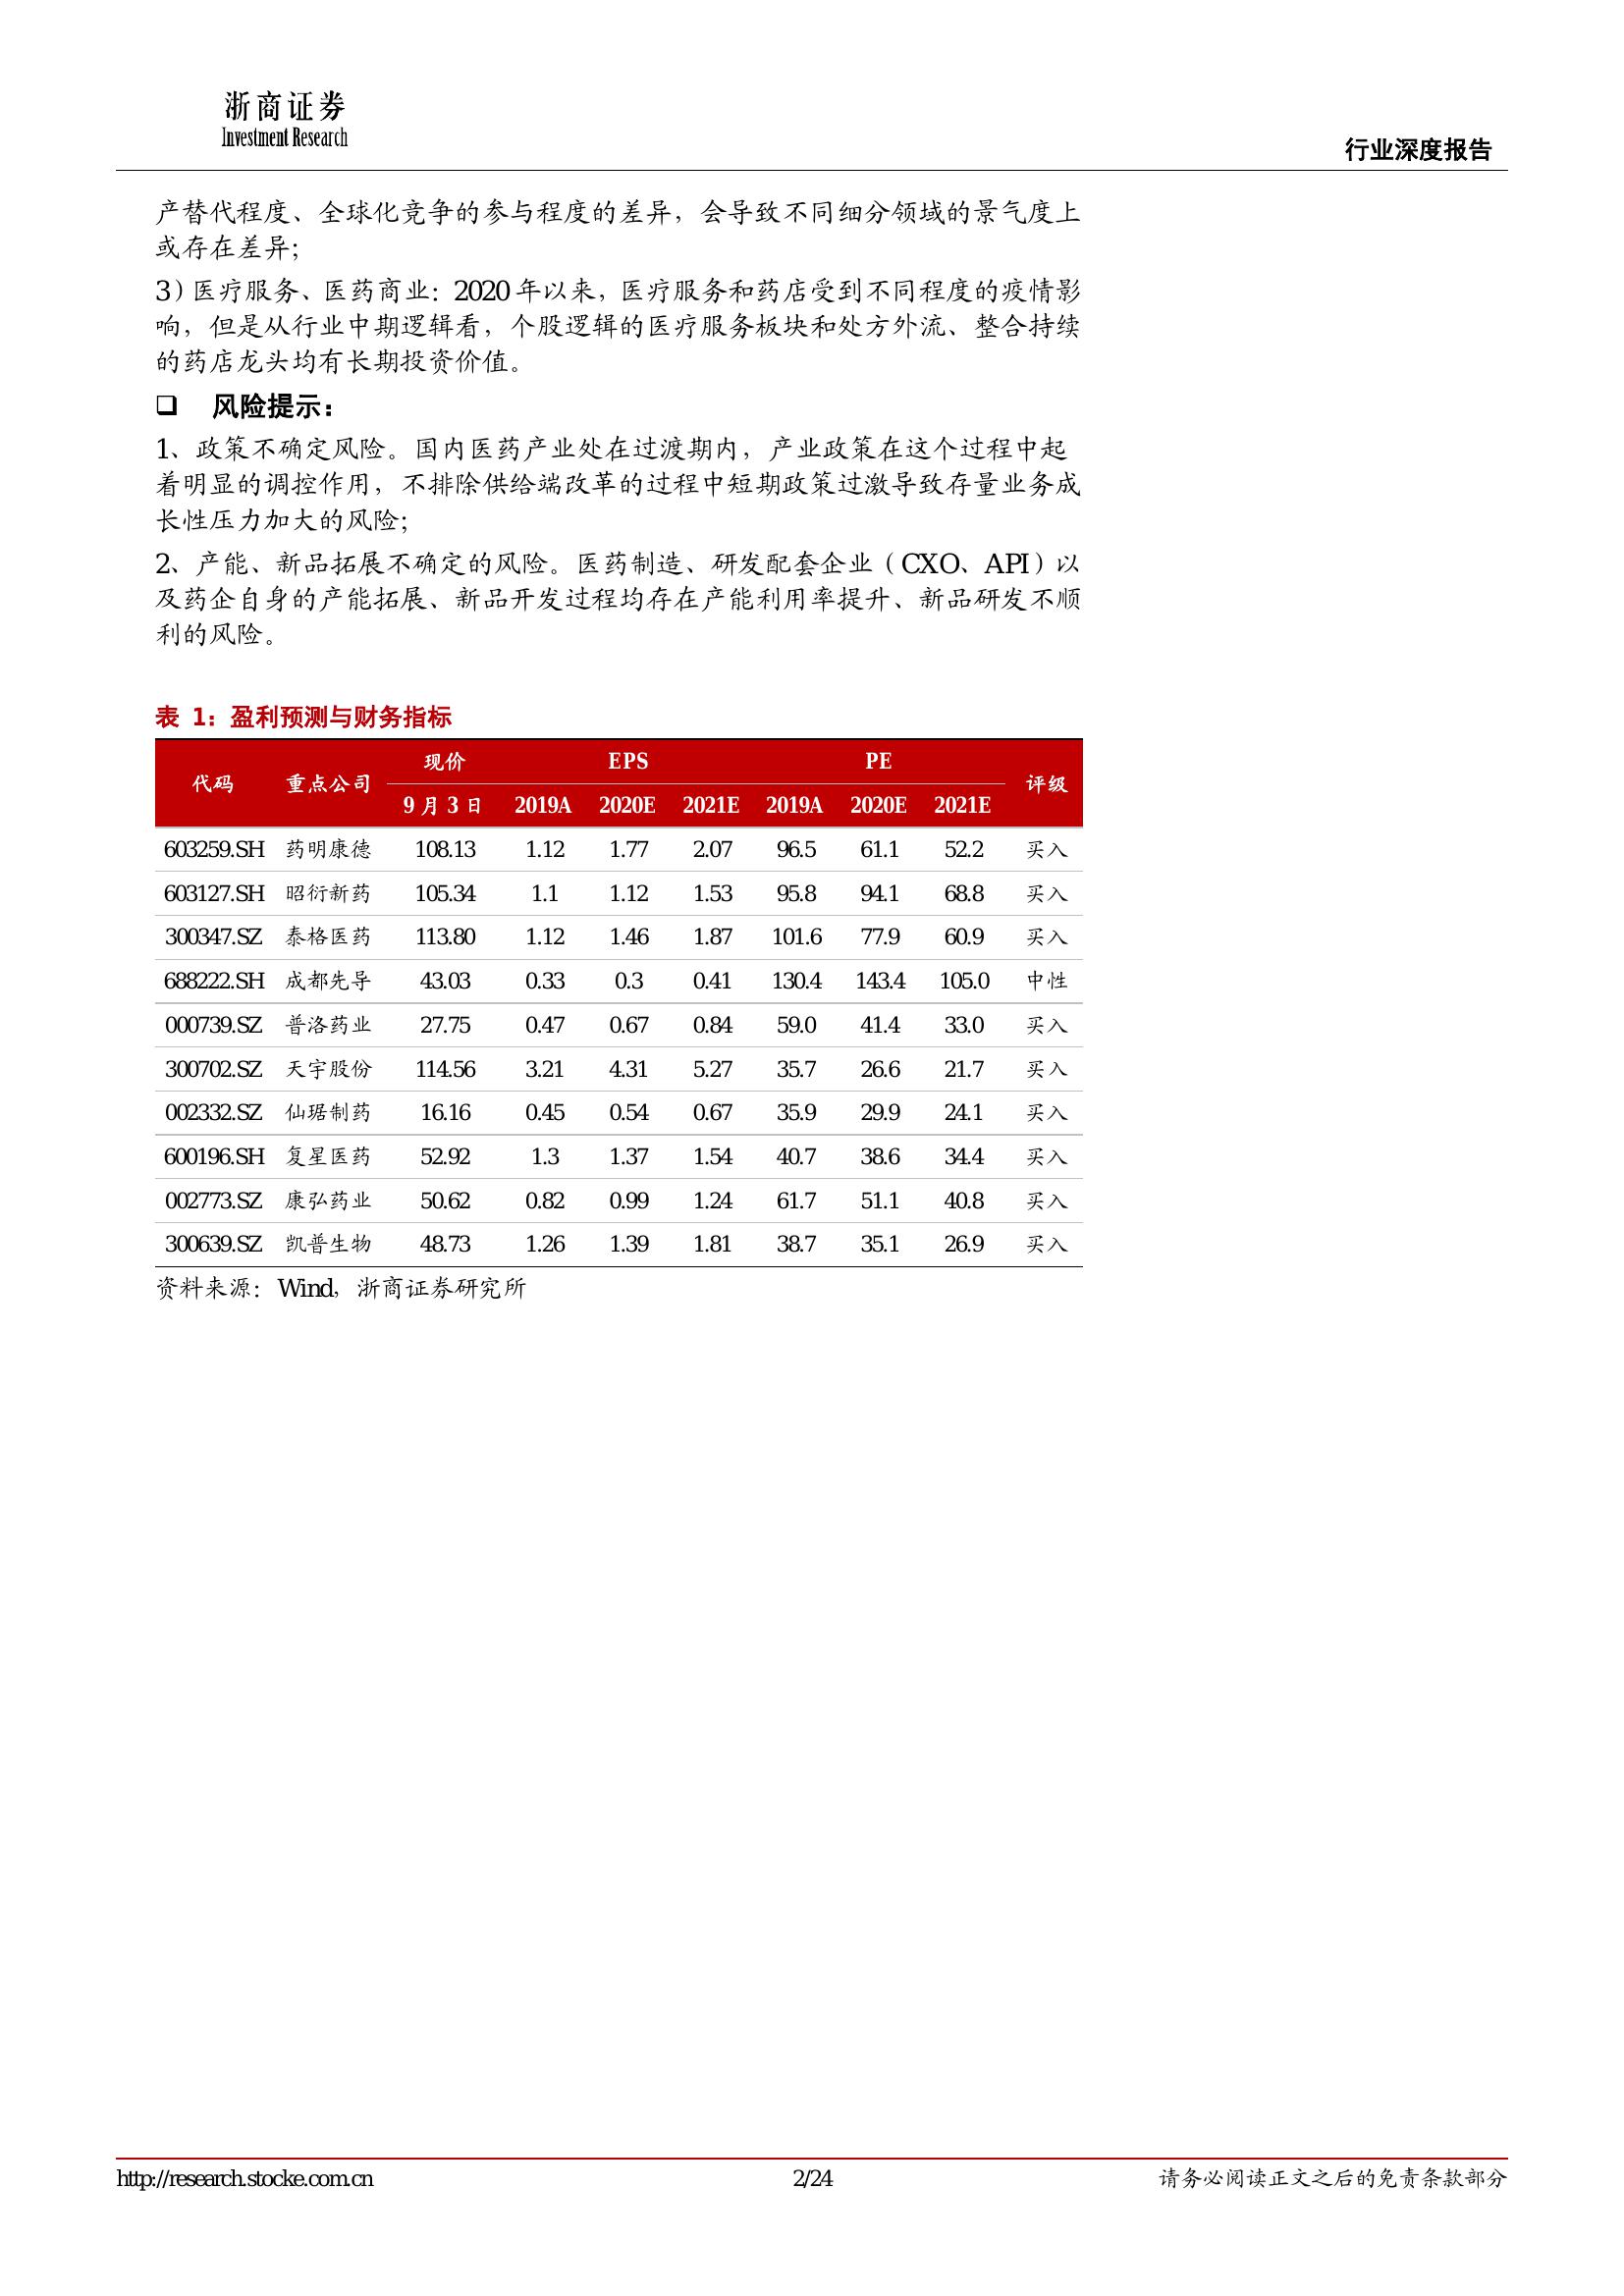 浙商证券
Investment Research
行业深度报告
产替代程度、全球化竞争的参与程度的差异，会导致不同细分领域的景气度上
或存在差异；
3）医疗服务、医药商业：2020 年以来，医疗服务和药店受到不同程度的疫情影
响，但是从行业中期逻辑看，个股逻辑的医疗服务板块和处方外流、整合持续
的药店龙头均有长期投资价值。
❑ 风险提示：
1、政策不确定风险。国内医药产业处在过渡期内，产业政策在这个过程中起
着明显的调控作用，不排除供给端改革的过程中短期政策过激导致存量业务成
长性压力加大的风险；
2、产能、新品拓展不确定的风险。医药制造、研发配套企业（CXO、API）以
及药企自身的产能拓展、新品开发过程均存在产能利用率提升、新品研发不顺
利的风险。
表 1：盈利预测与财务指标
代码 重点公司 现价 EPS PE 评级
9 月 3 日 2019A 2020E 2021E 2019A 2020E 2021E
603259.SH 药明康德 108.13 1.12 1.77 2.07 96.5 61.1 52.2 买入
603127.SH 昭衍新药 105.34 1.1 1.12 1.53 95.8 94.1 68.8 买入
300347.SZ 泰格医药 113.80 1.12 1.46 1.87 101.6 77.9 60.9 买入
688222.SH 成都先导 43.03 0.33 0.3 0.41 130.4 143.4 105.0 中性
000739.SZ 普洛药业 27.75 0.47 0.67 0.84 59.0 41.4 33.0 买入
300702.SZ 天宇股份 114.56 3.21 4.31 5.27 35.7 26.6 21.7 买入
002332.SZ 仙琚制药 16.16 0.45 0.54 0.67 35.9 29.9 24.1 买入
600196.SH 复星医药 52.92 1.3 1.37 1.54 40.7 38.6 34.4 买入
002773.SZ 康弘药业 50.62 0.82 0.99 1.24 61.7 51.1 40.8 买入
300639.SZ 凯普生物 48.73 1.26 1.39 1.81 38.7 35.1 26.9 买入
资料来源：Wind，浙商证券研究所
http://research.stocke.com.cn 2/24 请务必阅读正文之后的免责条款部分